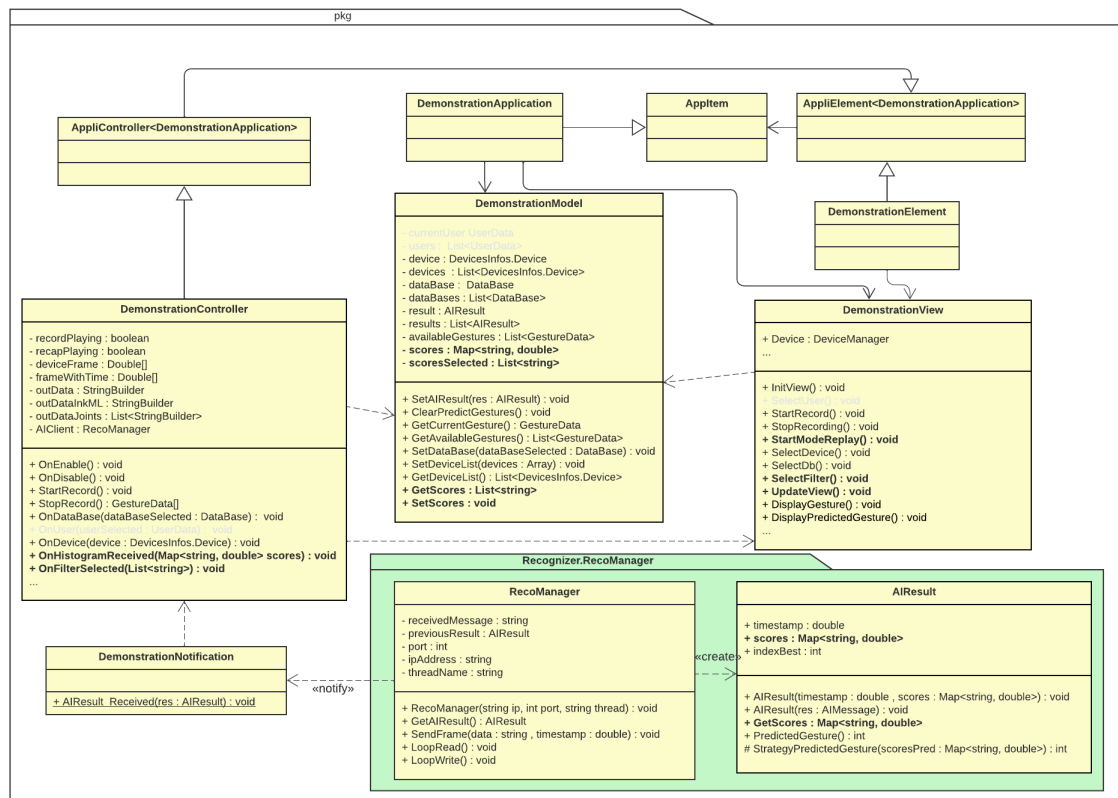 pkg
AppliController<DemonstrationApplication>
DemonstrationApplication
AppItem
AppliElement<DemonstrationApplication>
DemonstrationElement
DemonstrationModel
- currentUser UserData
- users : List<UserData>
- device : DevicesInfos.Device
- devices : List<DevicesInfos.Device>
- dataBase : DataBase
- dataBases : List<DataBase>
- result : AIResult
- results : List<AIResult>
- availableGestures : List<GestureData>
- scores : Map<string, double>
- scoresSelected : List<string>
+ SetAIResult(res : AIResult) : void
+ ClearPredictGestures() : void
+ GetCurrentGesture() : GestureData
+ GetAvailableGestures() : List<GestureData>
+ SetDataBase(dataBaseSelected : DataBase) : void
+ SetDeviceList(devices : Array) : void
+ GetDeviceList() : List<DevicesInfos.Device>
+ GetScores : List<string>
+ SetScores : void
DemonstrationController
- recordPlaying : boolean
- recapPlaying : boolean
- deviceFrame : Double[]
- frameWithTime : Double[]
- outData : StringBuilder
- outDataInkML : StringBuilder
- outDataJoints : List<StringBuilder>
- AIClient : RecoManager
+ OnEnable() : void
+ OnDisable() : void
+ StartRecord() : void
+ StopRecord() : GestureData[]
+ OnDataBase(dataBaseSelected : DataBase) : void
+ OnUser(userSelected : UserData) : void
+ OnDevice(device : DevicesInfos.Device) : void
+ OnHistogramReceived(Map<string, double> scores) : void
+ OnFilterSelected(List<string>) : void
...
DemonstrationView
+ Device : DeviceManager
...
+ InitView() : void
+ SelectUser() : void
+ StartRecord() : void
+ StopRecording() : void
+ StartModeReplay() : void
+ SelectDevice() : void
+ SelectDb() : void
+ SelectFilter() : void
+ UpdateView() : void
+ DisplayGesture() : void
+ DisplayPredictedGesture() : void
...
DemonstrationNotification
+ AIResult_Received(res : AIResult) : void
«notify»
Recognizer.RecoManager
RecoManager
- receivedMessage : string
- previousResult : AIResult
- port : int
- ipAddress : string
- threadName : string
+ RecoManager(string ip, int port, string thread) : void
+ GetAIResult() : AIResult
+ SendFrame(data : string , timestamp : double) : void
+ LoopRead() : void
+ LoopWrite() : void
«create»
AIResult
+ timestamp : double
+ scores : Map<string, double>
+ indexBest : int
+ AIResult(timestamp : double , scores : Map<string, double>) : void
+ AIResult(res : AIMessage) : void
+ GetScores : Map<string, double>
+ PredictedGesture() : int
# StrategyPredictedGesture(scoresPred : Map<string, double>) : int